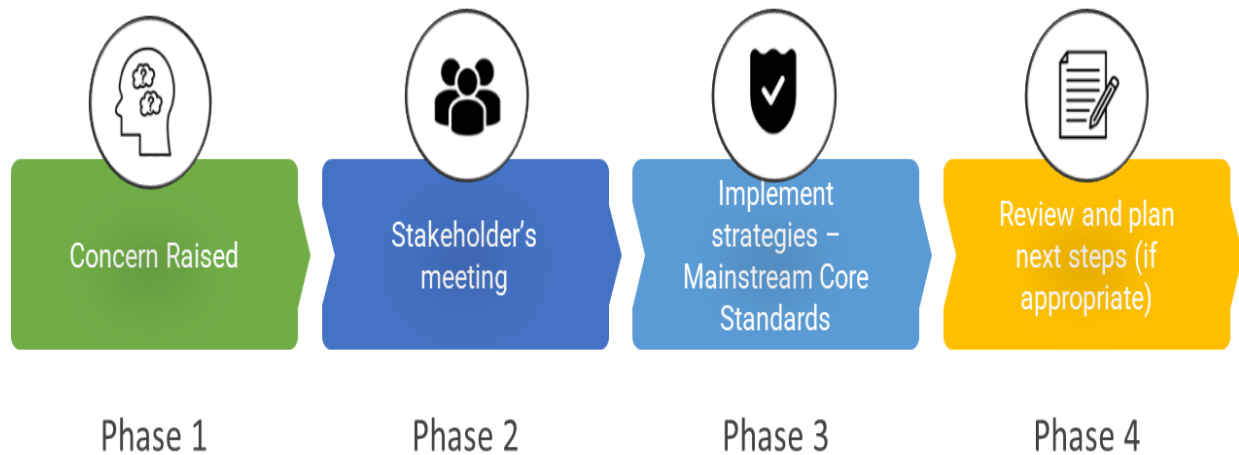 Concern Raised
Stakeholder’s
meeting
Implement
strategies –
Mainstream Core
Standards
Review and plan
next steps (if
appropriate)
Phase 1
Phase 2
Phase 3
Phase 4